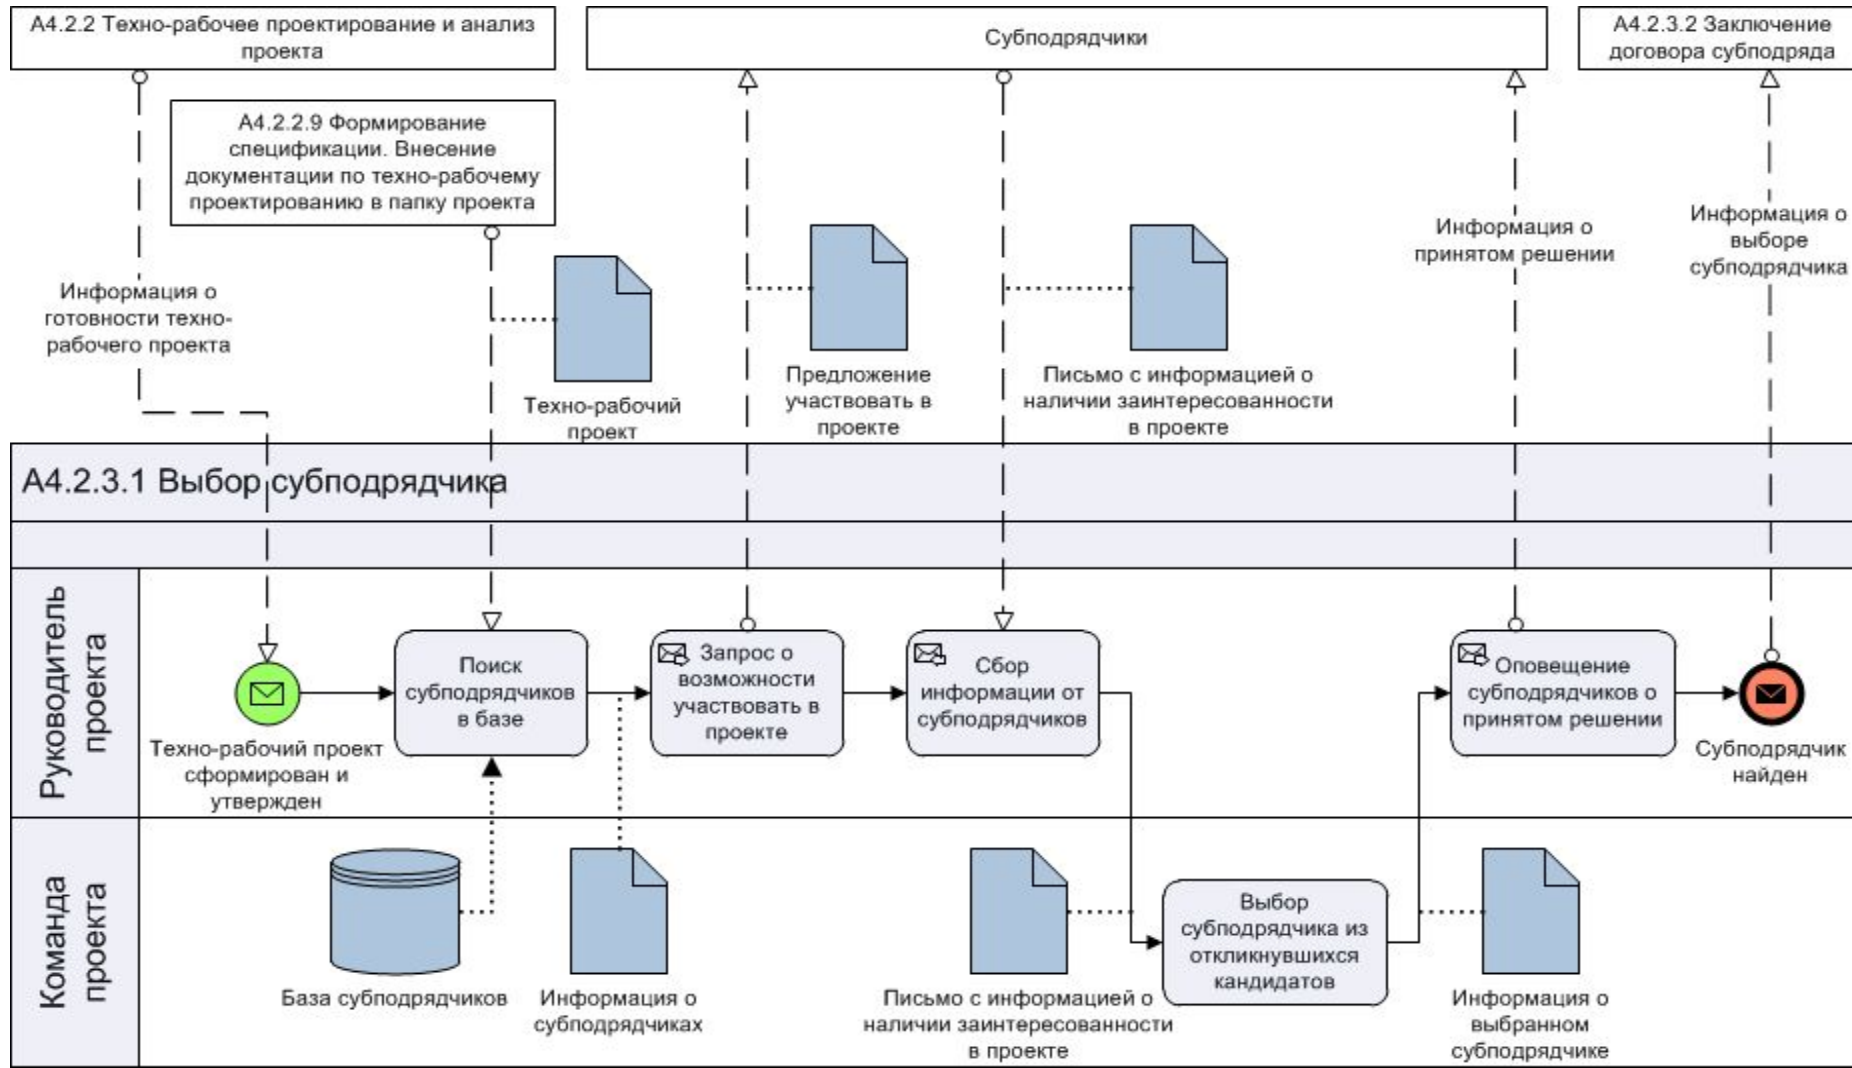 А4.2.2 Техно-рабочее проектирование и анализ
проекта
Субподрядчики
А4.2.3.2 Заключение
договора субподряда
А4.2.2.9 Формирование
спецификации. Внесение
документации по техно-рабочему
проектированию в папку проекта
Информация о
готовности техно-
рабочего проекта
Техно-рабочий
проект
Предложение
участвовать в
проекте
Письмо с информацией о
наличии заинтересованности
в проекте
Информация о
принятом решении
Информация о
выборе
субподрядчика
А4.2.3.1 Выбор субподрядчика
Руководитель
проекта
Техно-рабочий проект
сформирован и
утвержден
Поиск
субподрядчиков
в базе
Запрос о
возможности
участвовать в
проекте
Сбор
информации от
субподрядчиков
Оповещение
субподрядчиков о
принятом решении
Субподрядчик
найден
Команда
проекта
База субподрядчиков
Информация о
субподрядчиках
Письмо с информацией о
наличии заинтересованности
в проекте
Выбор
субподрядчика из
откликнувшихся
кандидатов
Информация о
выбранном
субподрядчике